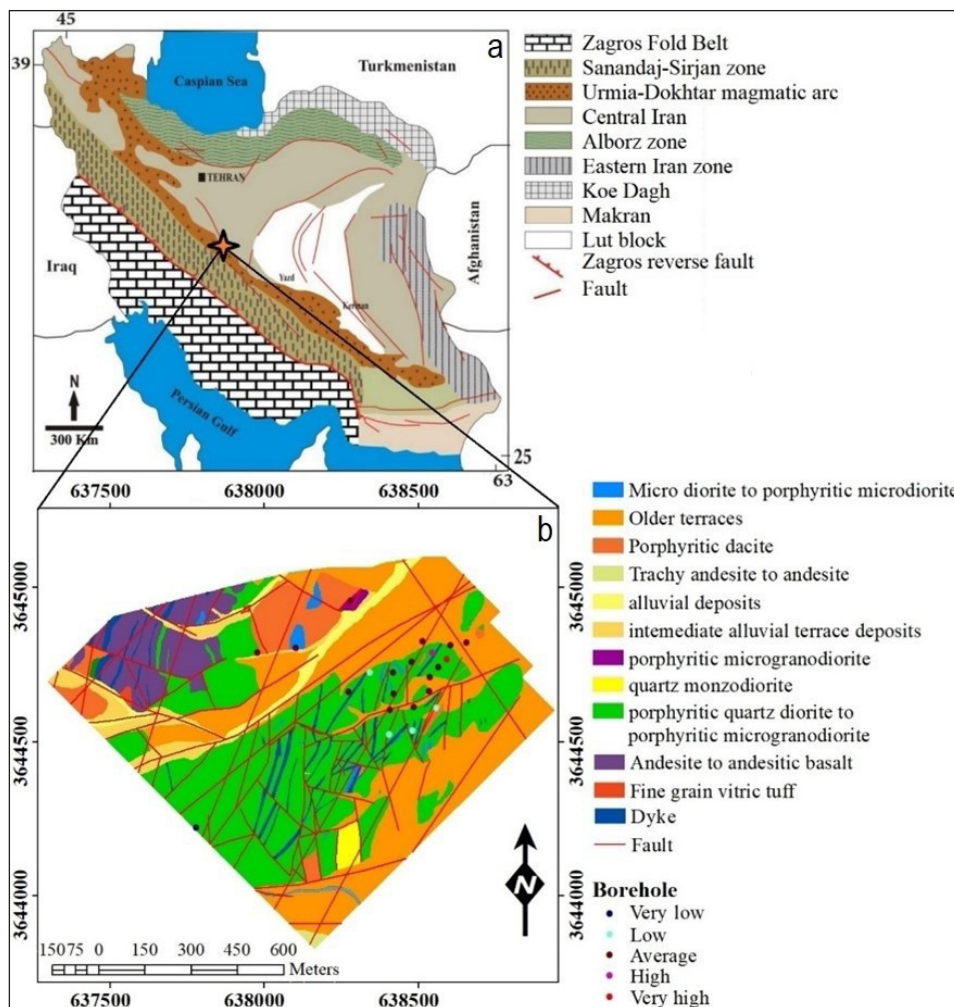 45
39
a
Caspian Sea
Turkmenistan
TEHRAN
Iraq
Yazd
Kerman
Afghanistan
Persian Gulf
N
300 Km
25
63
Zagros Fold Belt
Sanandaj-Sirjan zone
Urmia-Dokhtar magmatic arc
Central Iran
Alborz zone
Eastern Iran zone
Koe Dagh
Makran
Lut block
Zagros reverse fault
Fault
637500 638000 638500
b
3645000
3644500
3644000
3645000
3644500
3644000
N
15075 0 150 300 450 600
Meters
637500 638000 638500
Micro diorite to porphyritic microdiorite
Older terraces
Porphyritic dacite
Trachy andesite to andesite
alluvial deposits
intemediate alluvial terrace deposits
porphyritic microgranodiorite
quartz monzodiorite
porphyritic quartz diorite to
porphyritic microgranodiorite
Andesite to andesitic basalt
Fine grain vitric tuff
Dyke
Fault
Borehole
Very low
Low
Average
High
Very high